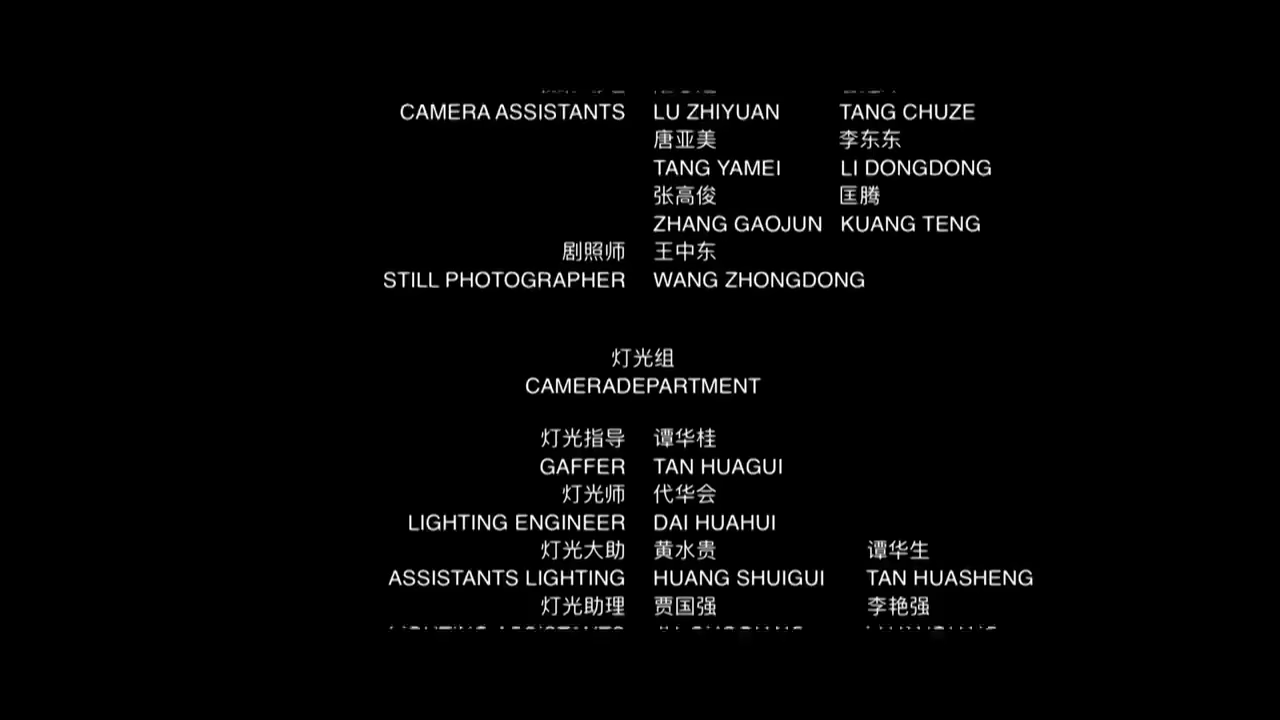 CAMERA ASSISTANTS LU ZHIYUAN TANG CHUZE
唐亚美 李东东
TANG YAMEI LI DONGDONG
张高俊 匡腾
ZHANG GAOJUN KUANG TENG
剧照师 王中东
STILL PHOTOGRAPHER WANG ZHONGDONG
灯光组
CAMERADEPARTMENT
灯光指导 谭华桂
GAFFER TAN HUAGUI
灯光师 代华会
LIGHTING ENGINEER DAI HUAHUI
灯光大助 黄水贵 谭华生
ASSISTANTS LIGHTING HUANG SHUIGUI TAN HUASHENG
灯光助理 贾国强 李艳强